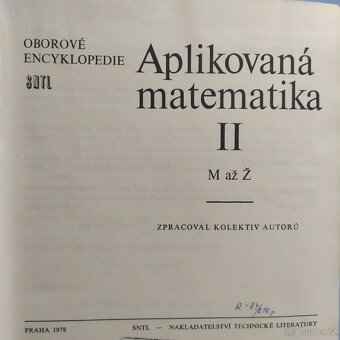 OBOROVÉ
ENCYKLOPEDIE
SNTL
Aplikovaná
matematika
II
M až Ž
ZPRACOVAL KOLEKTIV AUTORŮ
PRAHA 1978
SNTL – NAKLADATELSTVÍ TECHNICKÉ LITERATURY